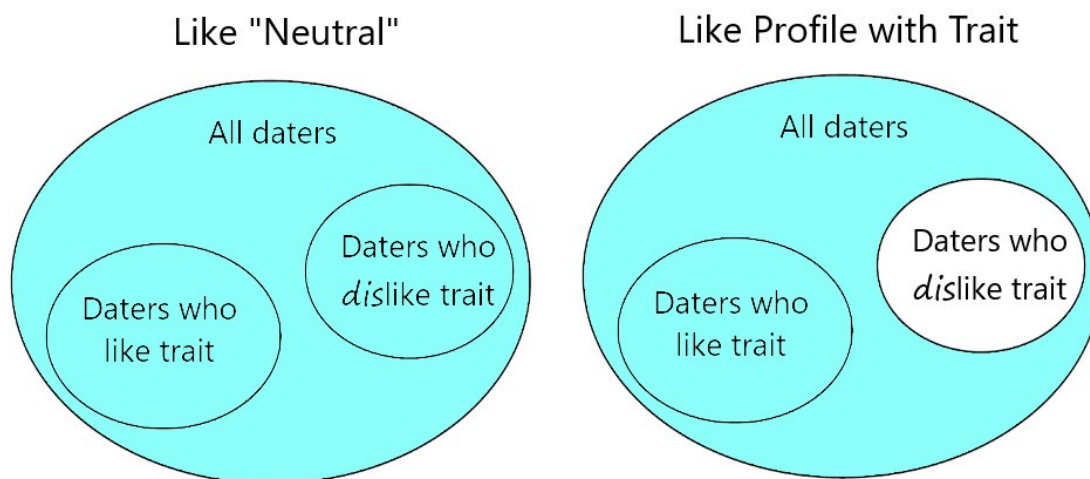 Like "Neutral"
All daters
Daters who
dislike trait
Daters who
like trait
Like Profile with Trait
All daters
Daters who
dislike trait
Daters who
like trait